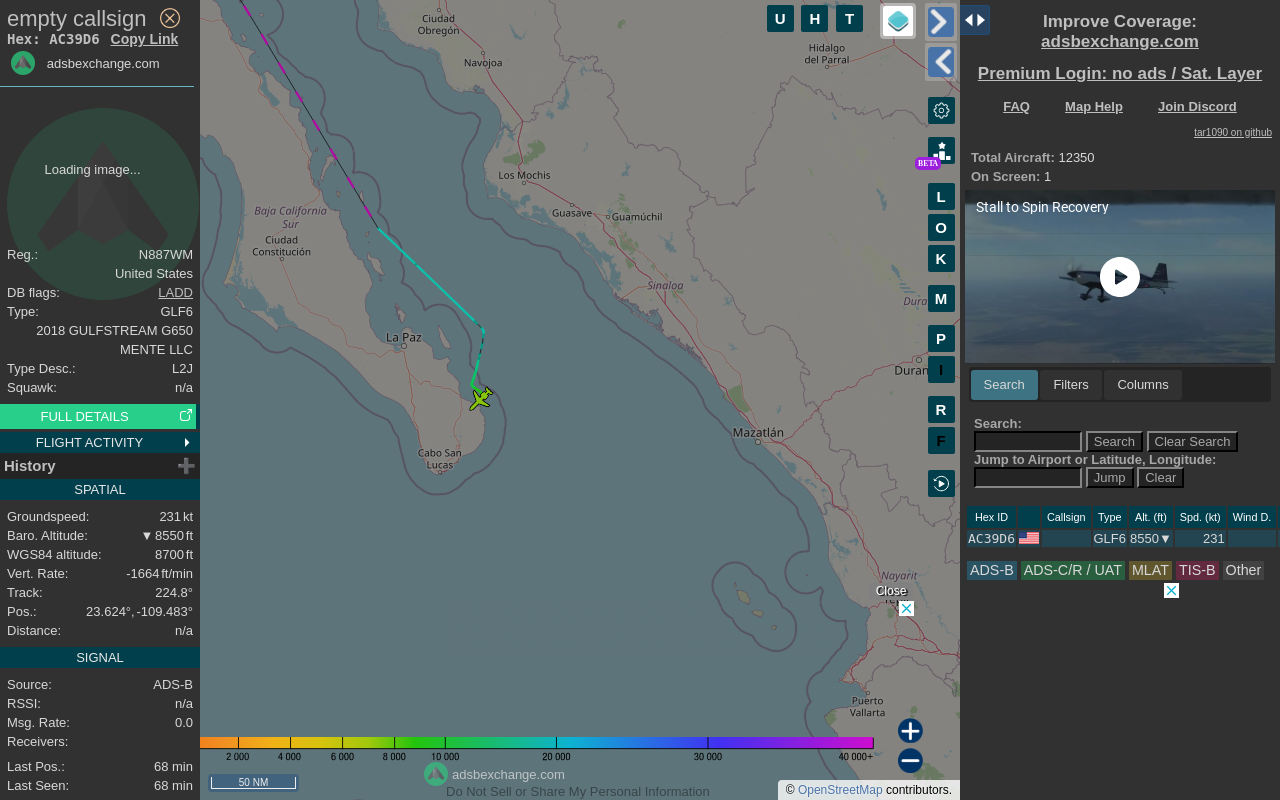 empty callsign
Hex: AC39D6 Copy Link
adsbexchange.com
Loading image...
Reg.: N887WM
United States
DB flags: LADD
Type: GLF6
2018 GULFSTREAM G650
MENTE LLC
Type Desc.: L2J
Squawk: n/a
FULL DETAILS
FLIGHT ACTIVITY
History
SPATIAL
Groundspeed: 231 kt
Baro. Altitude: ▼ 8550 ft
WGS84 altitude: 8700 ft
Vert. Rate: -1664 ft/min
Track: 224.8°
Pos.: 23.624°, -109.483°
Distance: n/a
SIGNAL
Source: ADS-B
RSSI: n/a
Msg. Rate: 0.0
Receivers:
Last Pos.: 68 min
Last Seen: 68 min
Ciudad
Obregón
Navojoa
Hidalgo
del Parral
Los Mochis
Guasave
Guamúchil
Baja California
Sur
Ciudad
Constitución
Sinaloa
La Paz
Mazatlán
Cabo San
Lucas
Nayarit
Puerto
Vallarta
U H T
BETA
L
O
K
M
P
I
R
F
Close
2 000 4 000 6 000 8 000 10 000 20 000 30 000 40 000+
50 NM
adsbexchange.com
Do Not Sell or Share My Personal Information
© OpenStreetMap contributors.
Improve Coverage:
adsbexchange.com
Premium Login: no ads / Sat. Layer
FAQ Map Help Join Discord
tar1090 on github
Total Aircraft: 12350
On Screen: 1
Stall to Spin Recovery
Search Filters Columns
Search:
Search Clear Search
Jump to Airport or Latitude, Longitude:
Jump Clear
Hex ID Callsign Type Alt. (ft) Spd. (kt) Wind D.
AC39D6 GLF6 8550▼ 231
ADS-B ADS-C/R / UAT MLAT TIS-B Other